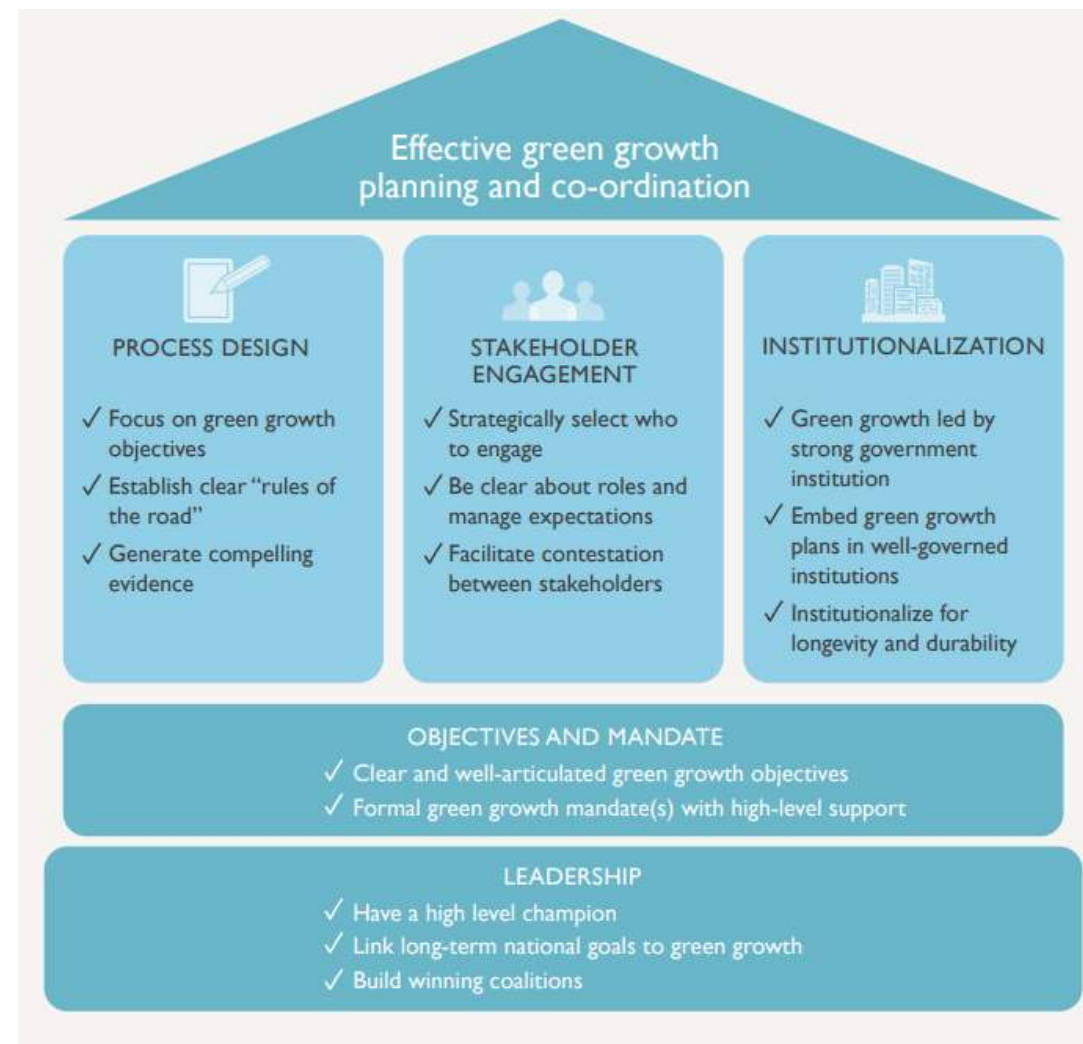 Effective green growth
planning and co-ordination
PROCESS DESIGN
✓ Focus on green growth
objectives
✓ Establish clear “rules of
the road”
✓ Generate compelling
evidence
STAKEHOLDER
ENGAGEMENT
✓ Strategically select who
to engage
✓ Be clear about roles and
manage expectations
✓ Facilitate contestation
between stakeholders
INSTITUTIONALIZATION
✓ Green growth led by
strong government
institution
✓ Embed green growth
plans in well-governed
institutions
✓ Institutionalize for
longevity and durability
OBJECTIVES AND MANDATE
✓ Clear and well-articulated green growth objectives
✓ Formal green growth mandate(s) with high-level support
LEADERSHIP
✓ Have a high level champion
✓ Link long-term national goals to green growth
✓ Build winning coalitions